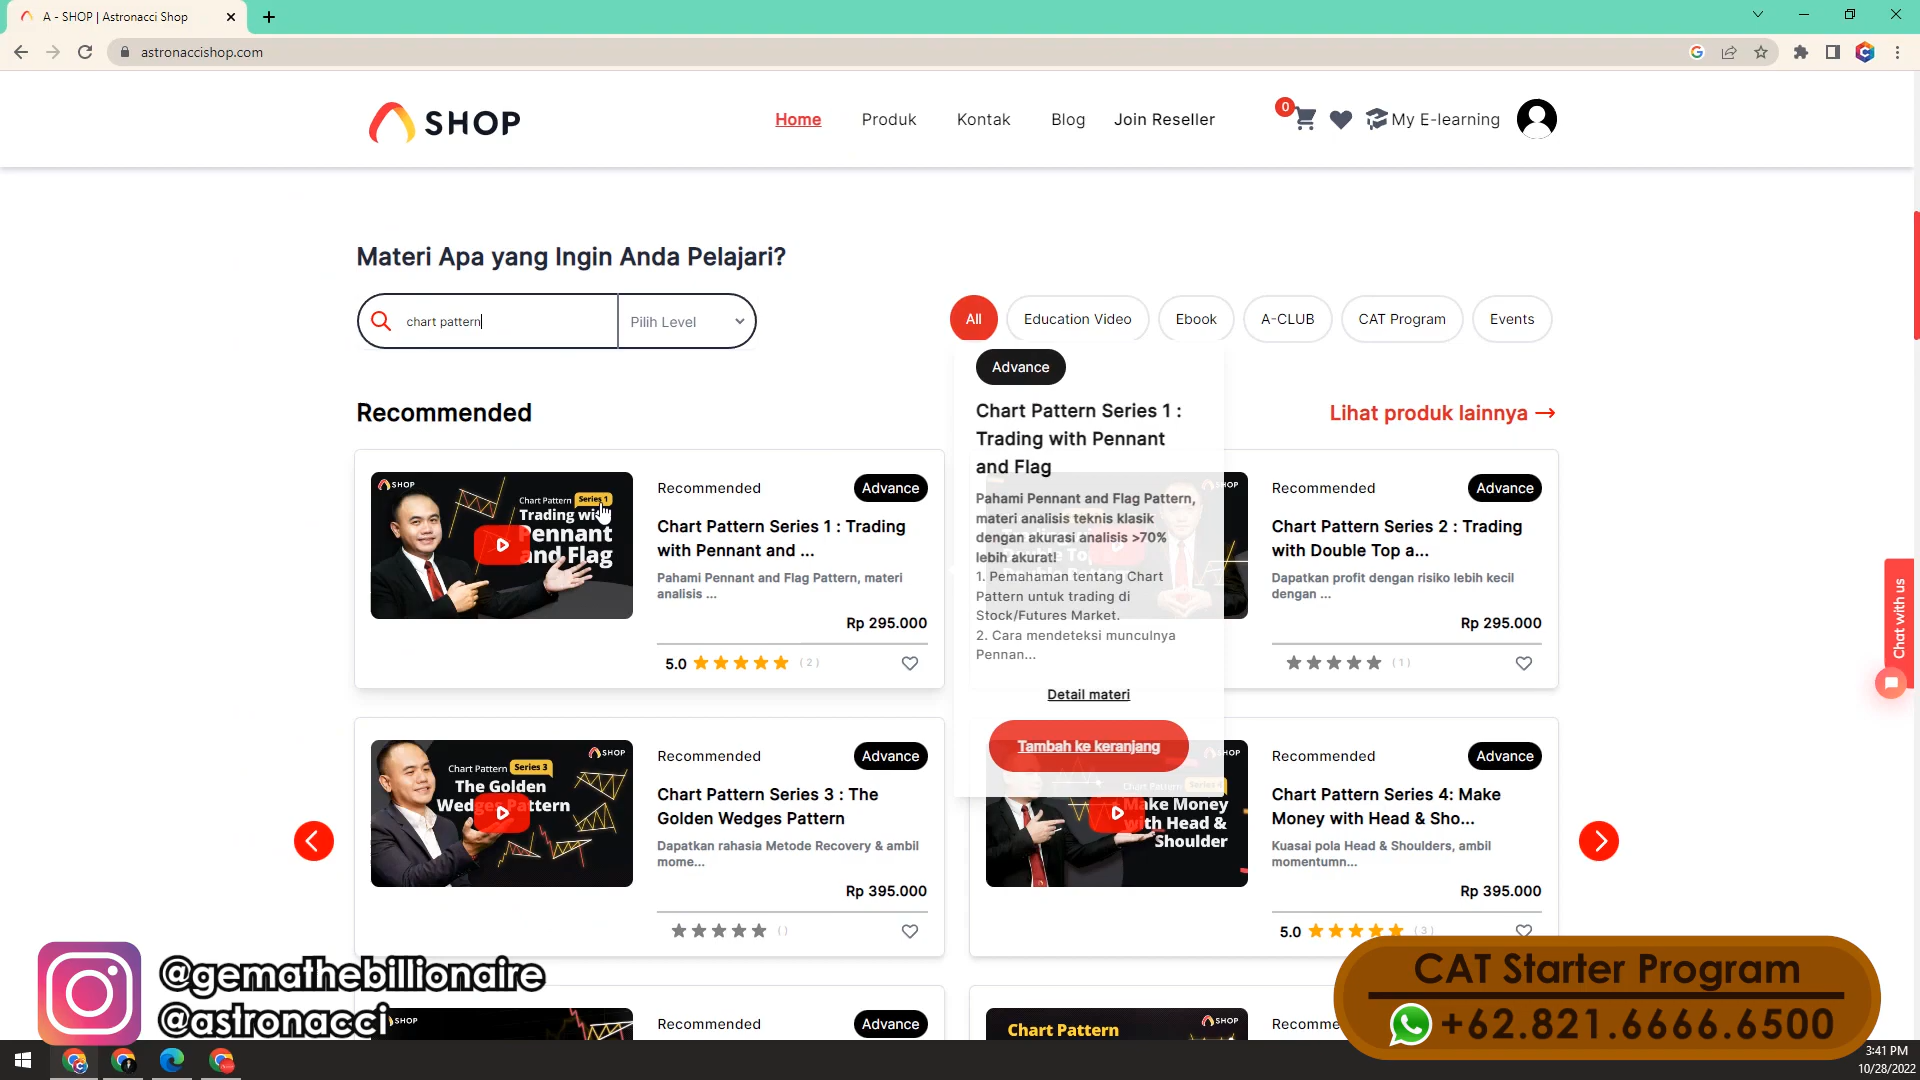 A - SHOP | Astronacci Shop
astronaccishop.com
SHOP
Home
Produk
Kontak
Blog
Join Reseller
0
My E-learning
Materi Apa yang Ingin Anda Pelajari?
chart pattern
Pilih Level
All
Education Video
Ebook
A-CLUB
CAT Program
Events
Recommended
Lihat produk lainnya →
SHOP
Chart Pattern Series 1
Trading with
Pennant
and Flag
Recommended
Advance
Chart Pattern Series 1 : Trading
with Pennant and ...
Pahami Pennant and Flag Pattern, materi
analisis ...
Rp 295.000
5.0
( 2 )
Advance
Chart Pattern Series 1 :
Trading with Pennant
and Flag
Pahami Pennant and Flag Pattern,
materi analisis teknis klasik
dengan akurasi analisis >70%
lebih akurat!
1. Pemahaman tentang Chart
Pattern untuk trading di
Stock/Futures Market.
2. Cara mendeteksi munculnya
Pennan...
Detail materi
Tambah ke keranjang
SHOP
Recommended
Advance
Chart Pattern Series 2 : Trading
with Double Top a...
Dapatkan profit dengan risiko lebih kecil
dengan ...
Rp 295.000
( 1 )
SHOP
Chart Pattern Series 3
The Golden
Wedges Pattern
Recommended
Advance
Chart Pattern Series 3 : The
Golden Wedges Pattern
Dapatkan rahasia Metode Recovery & ambil
mome...
Rp 395.000
( )
Make Money
with Head &
Shoulder
Recommended
Advance
Chart Pattern Series 4: Make
Money with Head & Sho...
Kuasai pola Head & Shoulders, ambil
momentumn...
Rp 395.000
5.0
( 3 )
Chat with us
SHOP
Recommended
Advance
Chart Pattern
SHOP
@gemathebillionaire
@astronacci
CAT Starter Program
+62.821.6666.6500
3:41 PM
10/28/2022